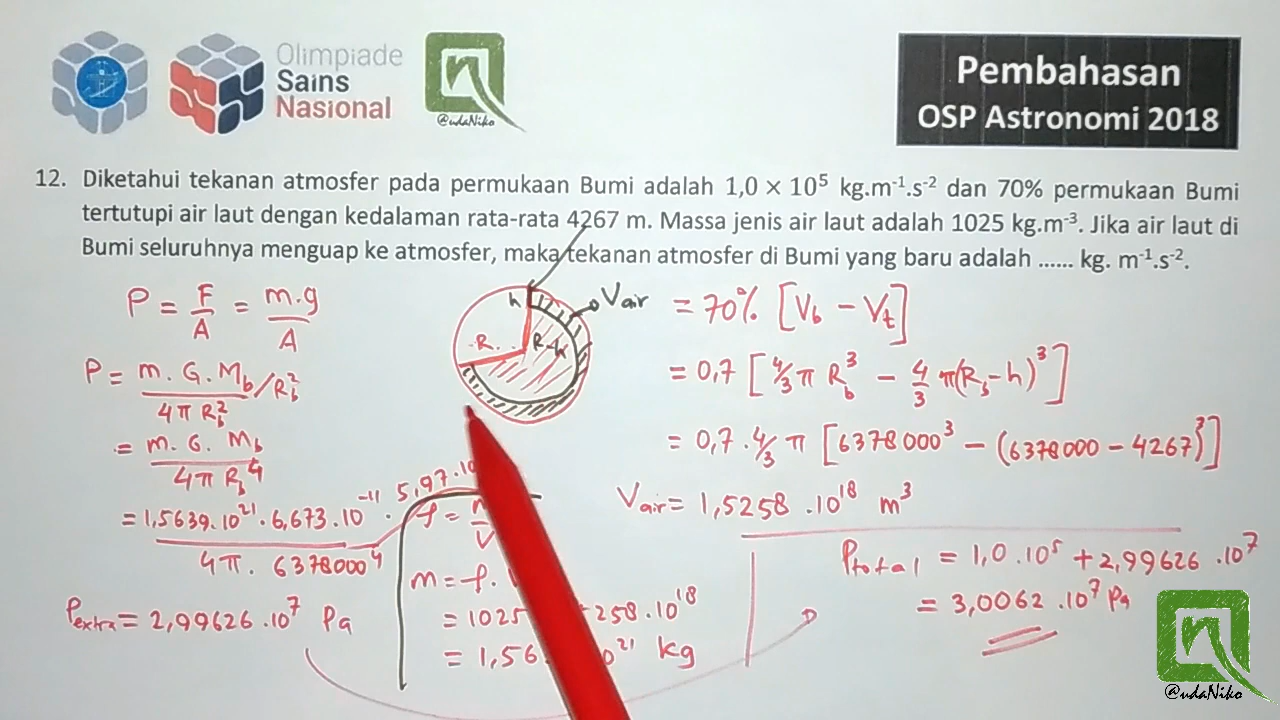 Olimpiade
Sains
Nasional
@udaNiko
Pembahasan
OSP Astronomi 2018
12. Diketahui tekanan atmosfer pada permukaan Bumi adalah 1,0 × 10⁵ kg.m⁻¹.s⁻² dan 70% permukaan Bumi
tertutupi air laut dengan kedalaman rata-rata 4267 m. Massa jenis air laut adalah 1025 kg.m⁻³. Jika air laut di
Bumi seluruhnya menguap ke atmosfer, maka tekanan atmosfer di Bumi yang baru adalah ...... kg. m⁻¹.s⁻².
P = F/A = m.g/A
P = m. G. M_b/R_b² / 4π R_b²
= m. G. M_b / 4π R_b⁴
= 1,5639.10²¹. 6,673.10⁻¹¹. 5,97.10 / 4π. 6378000⁴
P_extra = 2,99626.10⁷ Pa
h
R
R-h
V_air = 70% [V_b - V_t]
= 0,7 [4/3 π R_b³ - 4/3 π(R_b-h)³]
= 0,7 . 4/3 π [6378000³ - (6378000 - 4267)³]
V_air = 1,5258 .10¹⁸ m³
ρ = m/V
m = ρ.
= 1025 258.10¹⁸
= 1,56 0²¹ kg
P_total = 1,0 .10⁵ + 2,99626 .10⁷
= 3,0062 .10⁷ Pa
@udaNiko